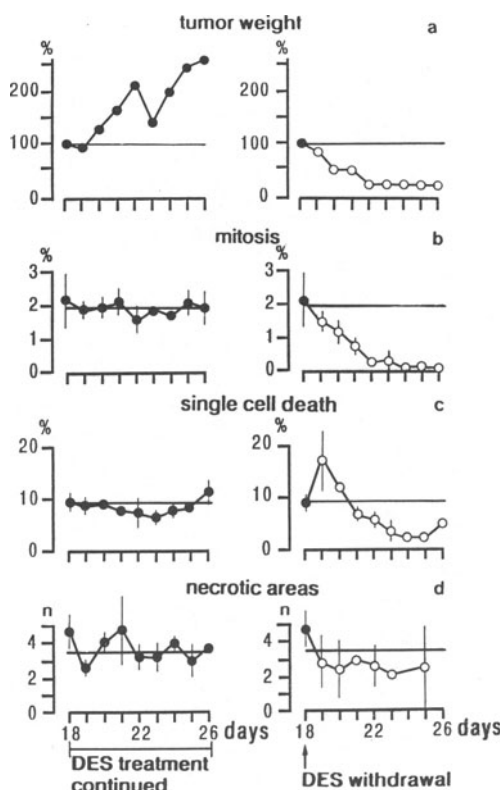 tumor weight a
% %
200 200
100 100
0 0
mitosis b
% %
3 3
2 2
1 1
0 0
single cell death c
% %
20 20
10 10
0 0
necrotic areas d
n n
4 4
2 2
0 0
18 22 26 days 18 22 26 days
DES treatment DES withdrawal
continued